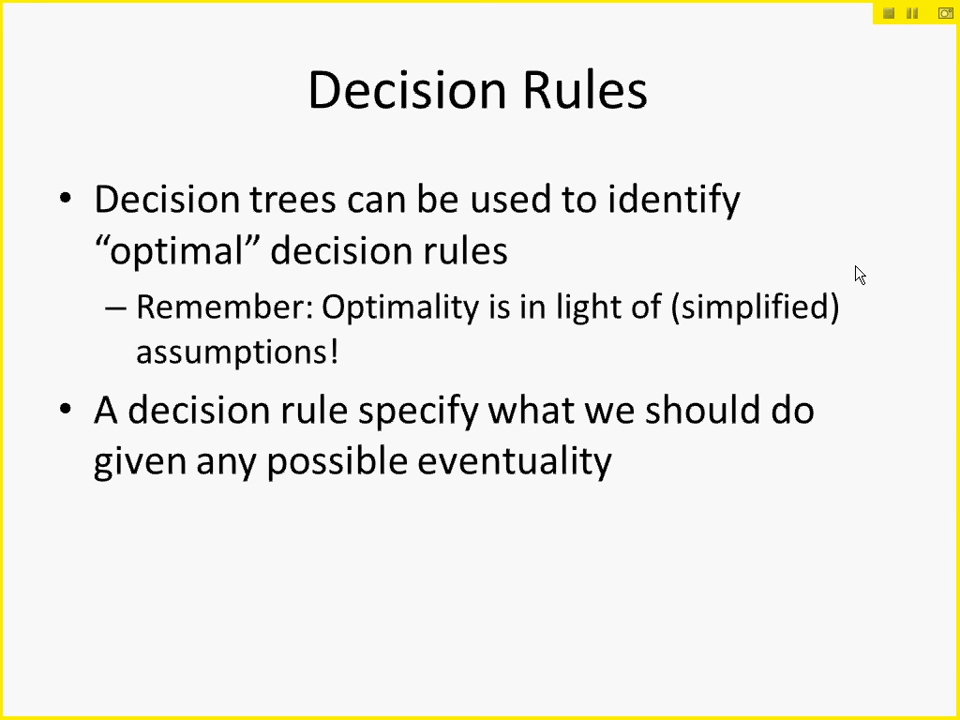 Decision Rules
• Decision trees can be used to identify
“optimal” decision rules
– Remember: Optimality is in light of (simplified)
assumptions!
• A decision rule specify what we should do
given any possible eventuality